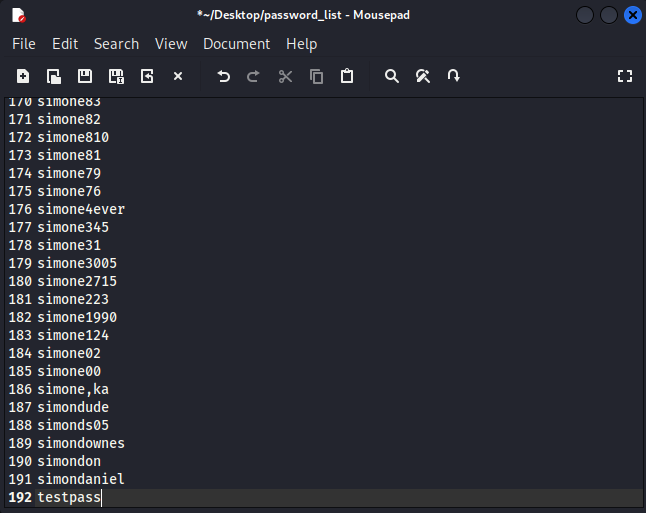 *~/Desktop/password_list - Mousepad
File Edit Search View Document Help
170 simone83
171 simone82
172 simone810
173 simone81
174 simone79
175 simone76
176 simone4ever
177 simone345
178 simone31
179 simone3005
180 simone2715
181 simone223
182 simone1990
183 simone124
184 simone02
185 simone00
186 simone,ka
187 simondude
188 simonds05
189 simondownes
190 simondon
191 simondaniel
192 testpass